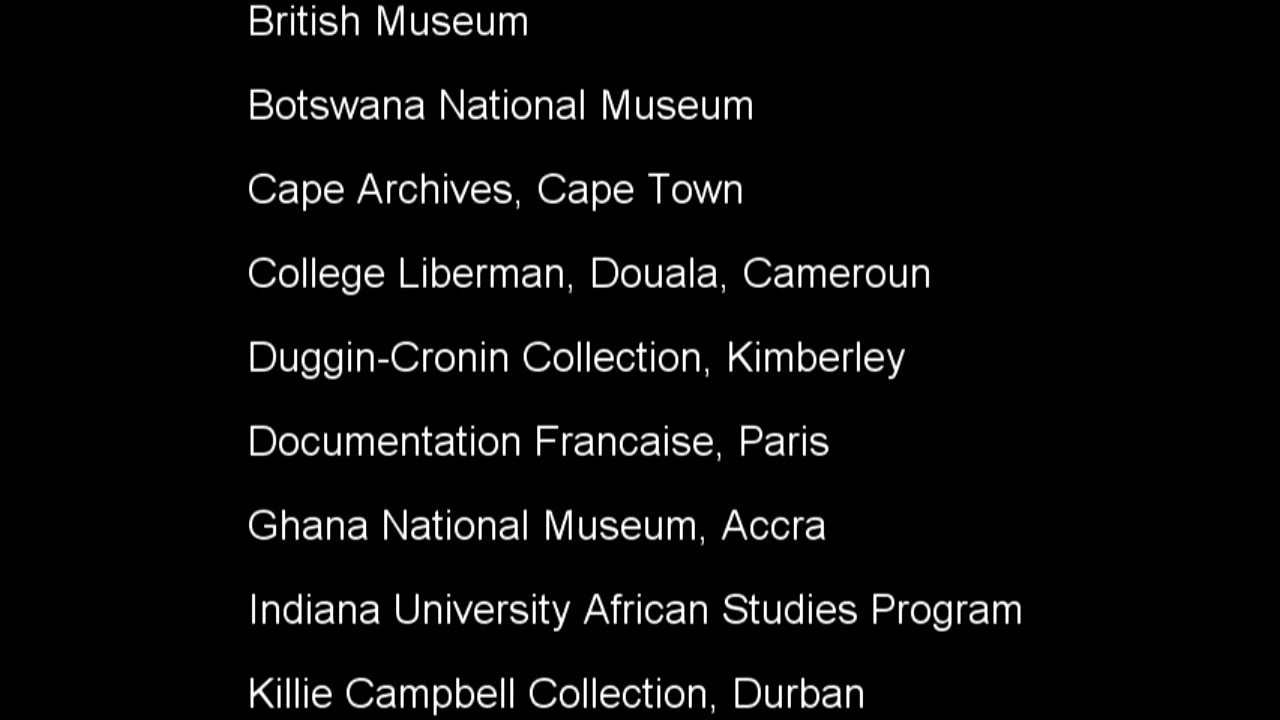 British Museum
Botswana National Museum
Cape Archives, Cape Town
College Liberman, Douala, Cameroun
Duggin-Cronin Collection, Kimberley
Documentation Francaise, Paris
Ghana National Museum, Accra
Indiana University African Studies Program
Killie Campbell Collection, Durban